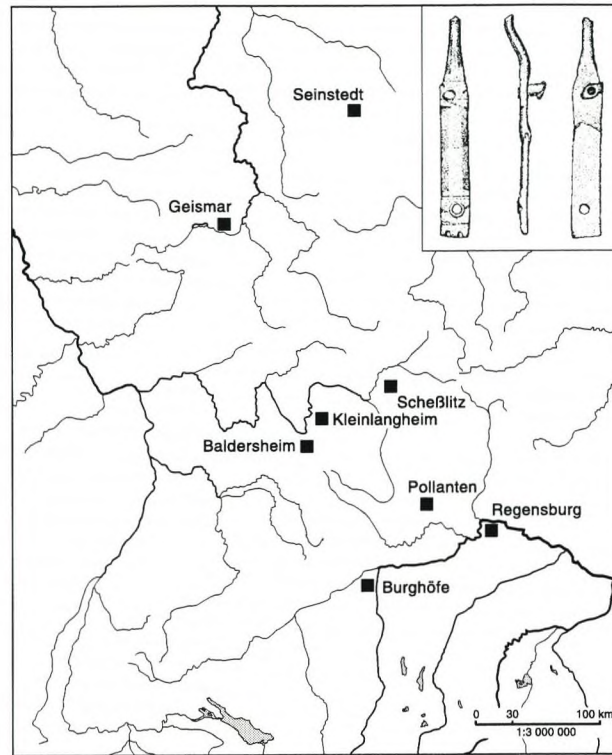 Seinstedt
Geismar
Scheßlitz
Kleinlangheim
Baldersheim
Pollanten
Regensburg
Burghöfe
0 30 100 km
1:3 000 000